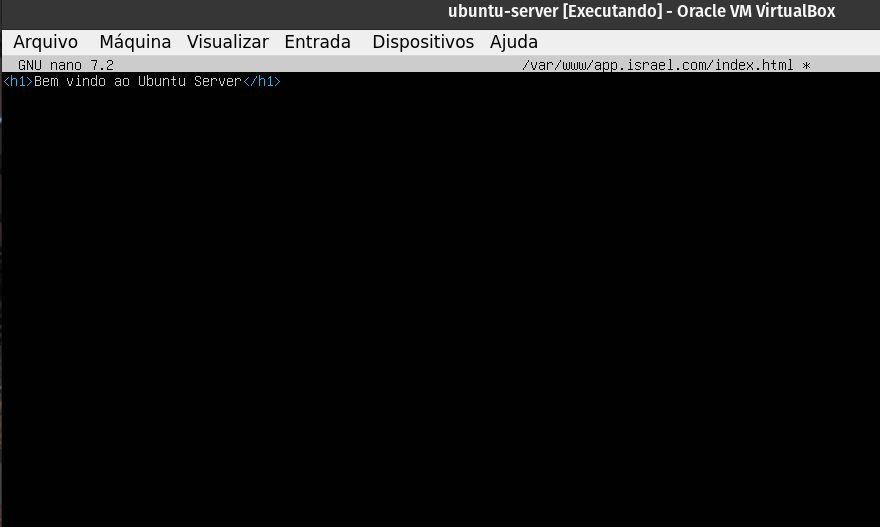 ubuntu-server [Executando] - Oracle VM VirtualBox
Arquivo Máquina Visualizar Entrada Dispositivos Ajuda
GNU nano 7.2 /var/www/app.israel.com/index.html *
<h1>Bem vindo ao Ubuntu Server</h1>